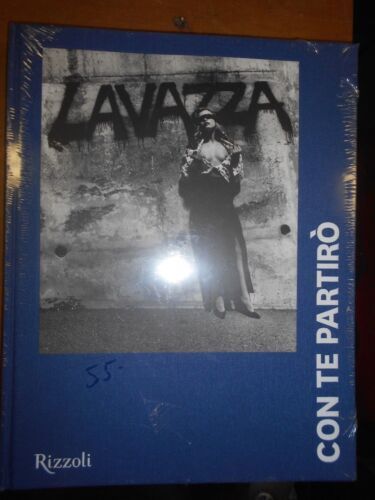 LAVAZZA
CON TE PARTIRÒ
55-
Rizzoli